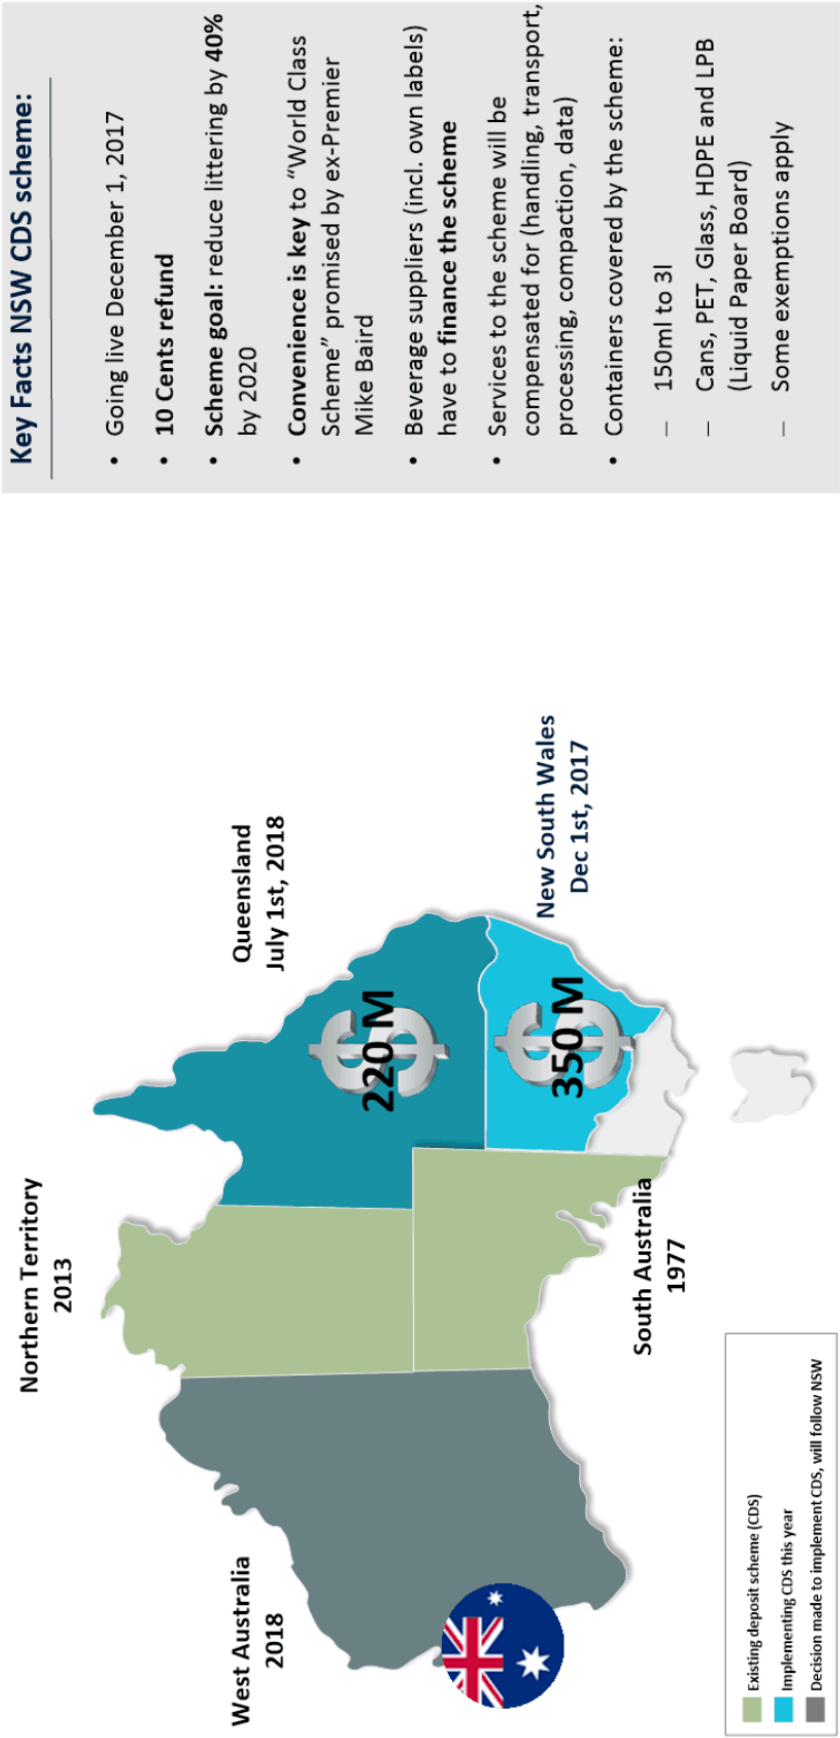 Key Facts NSW CDS scheme:
• Going live December 1, 2017
• 10 Cents refund
• Scheme goal: reduce littering by 40%
by 2020
• Convenience is key to “World Class
Scheme” promised by ex-Premier
Mike Baird
• Beverage suppliers (incl. own labels)
have to finance the scheme
• Services to the scheme will be
compensated for (handling, transport,
processing, compaction, data)
• Containers covered by the scheme:
– 150ml to 3l
– Cans, PET, Glass, HDPE and LPB
(Liquid Paper Board)
– Some exemptions apply
Northern Territory
2013
Queensland
July 1st, 2018
West Australia
2018
$
220 M
$
350 M
New South Wales
Dec 1st, 2017
South Australia
1977
Existing deposit scheme (CDS)
Implementing CDS this year
Decision made to implement CDS, will follow NSW